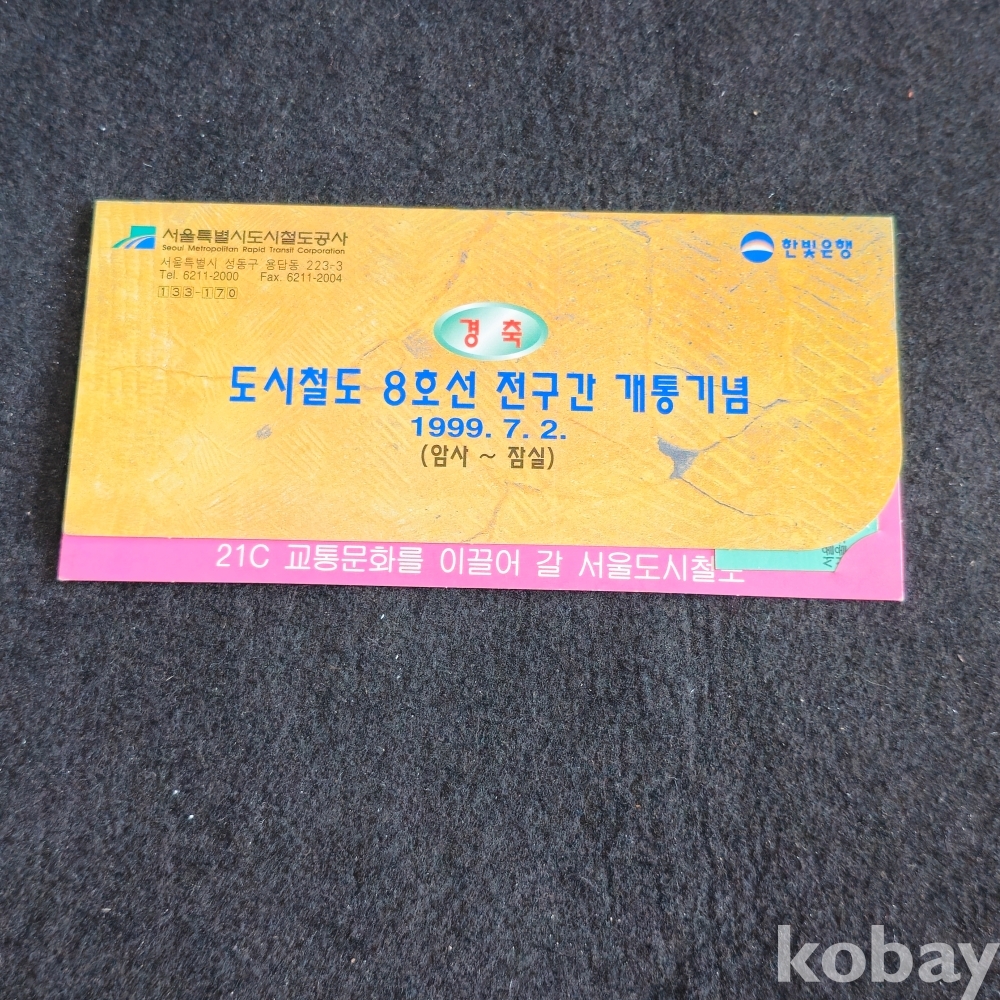 서울특별시도시철도공사
Seoul Metropolitan Rapid Transit Corporation
서울특별시 성동구 용답동 223-3
Tel. 6211-2000 Fax. 6211-2004
133-170
한빛은행
경축
도시철도 8호선 전구간 개통기념
1999. 7. 2.
(암사 ~ 잠실)
21C 교통문화를 이끌어 갈 서울도시철도
kobay